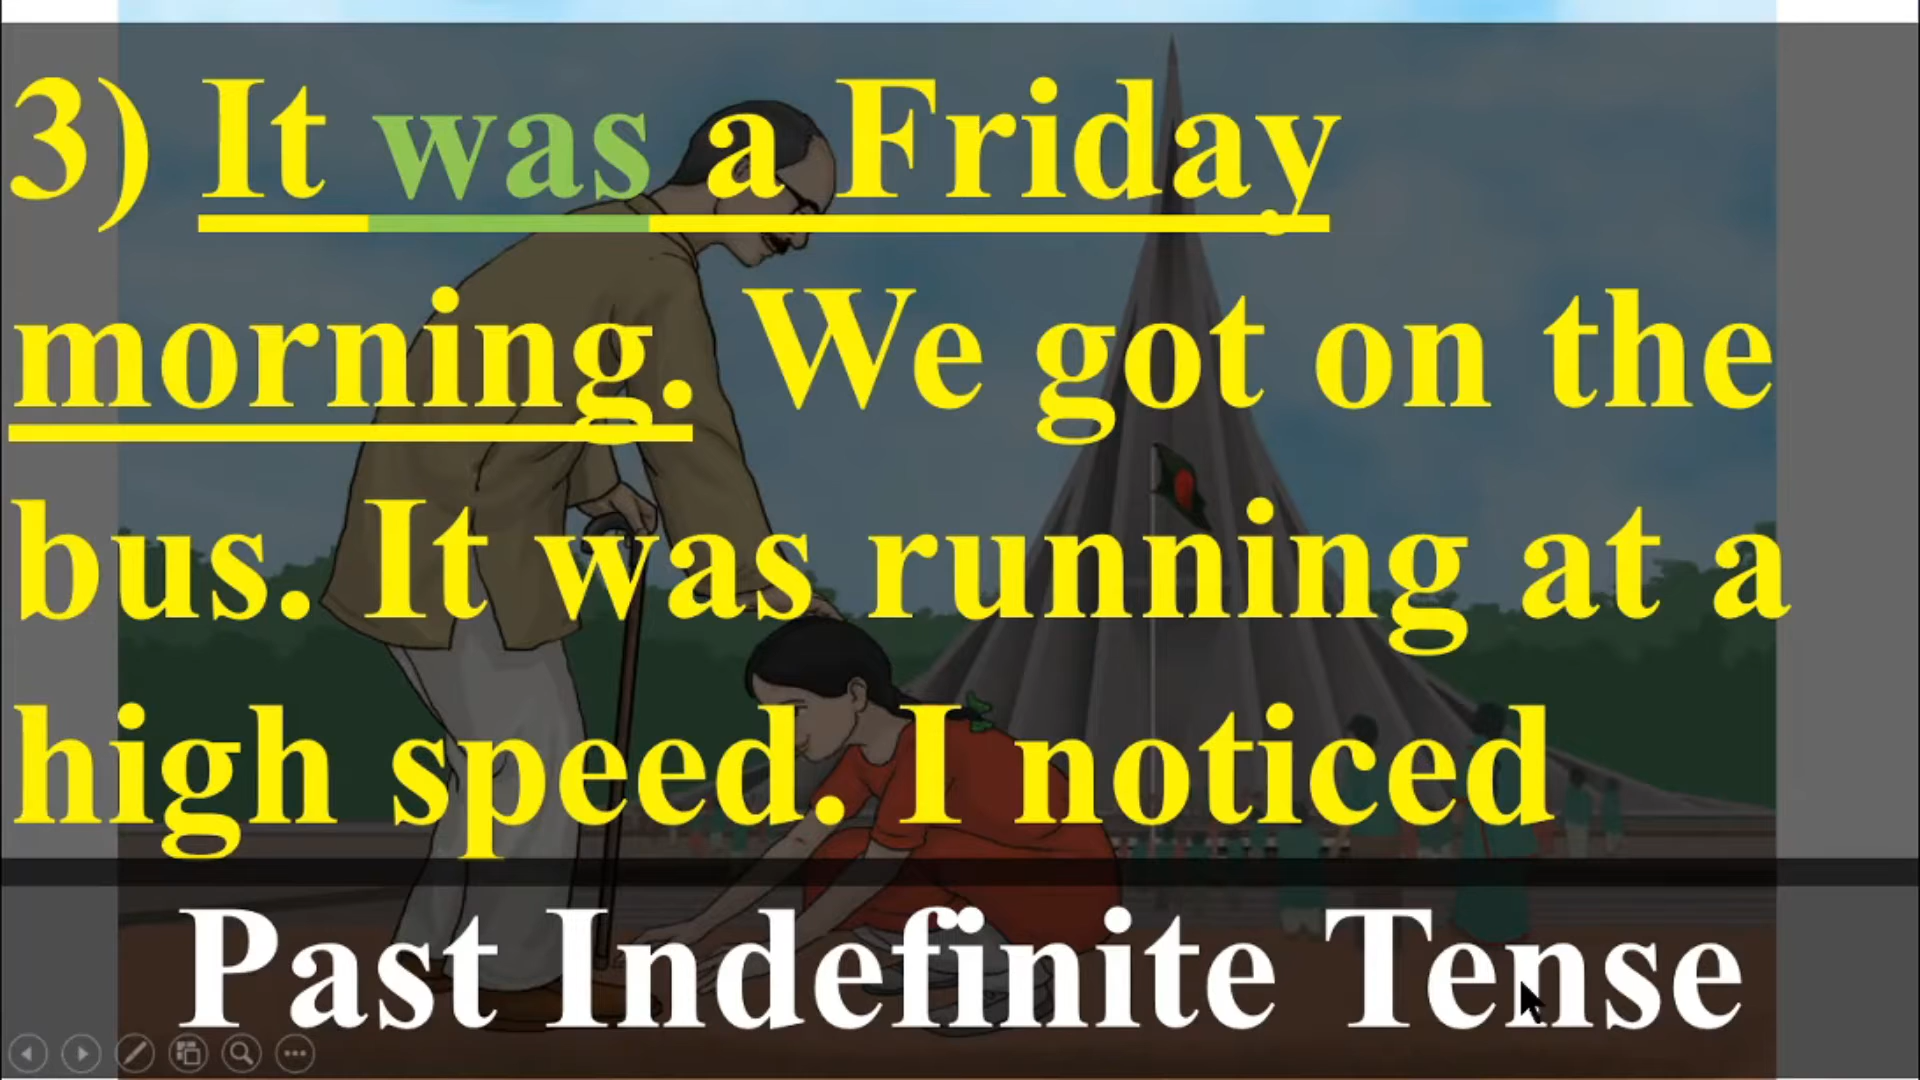 3) It was a Friday
morning. We got on the
bus. It was running at a
high speed. I noticed
Past Indefinite Tense